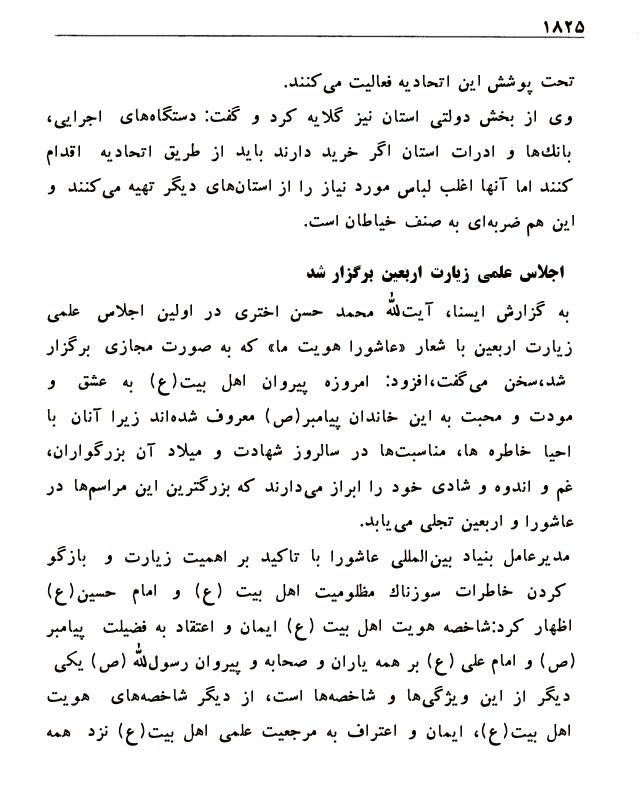 ۱۸۲۵
تحت پوشش این اتحادیه فعالیت می‌کنند.
وی از بخش دولتی استان نیز گلایه کرد و گفت: دستگاه‌های اجرایی،
بانك‌ها و ادرات استان اگر خرید دارند باید از طریق اتحادیه اقدام
کنند اما آنها اغلب لباس مورد نیاز را از استان‌های دیگر تهیه می‌کنند و
این هم ضربه‌ای به صنف خیاطان است.
اجلاس علمی زیارت اربعین برگزار شد
به گزارش ایسنا، آیت‌الله محمد حسن اختری در اولین اجلاس علمی
زیارت اربعین با شعار «عاشورا هویت ما» که به صورت مجازی برگزار
شد،سخن می‌گفت،افزود: امروزه پیروان اهل بیت(ع) به عشق و
مودت و محبت به این خاندان پیامبر(ص) معروف شده‌اند زیرا آنان با
احیا خاطره ها، مناسبت‌ها در سالروز شهادت و میلاد آن بزرگواران،
غم و اندوه و شادی خود را ابراز می‌دارند که بزرگترین این مراسم‌ها در
عاشورا و اربعین تجلی می‌یابد.
مدیرعامل بنیاد بین‌المللی عاشورا با تاکید بر اهمیت زیارت و بازگو
کردن خاطرات سوزناك مظلومیت اهل بیت (ع) و امام حسین(ع)
اظهار کرد:شاخصه هویت اهل بیت (ع) ایمان و اعتقاد به فضیلت پیامبر
(ص) و امام علی (ع) بر همه یاران و صحابه و پیروان رسول‌الله (ص) یکی
دیگر از این ویژگی‌ها و شاخصه‌ها است، از دیگر شاخصه‌های هویت
اهل بیت(ع)، ایمان و اعتراف به مرجعیت علمی اهل بیت(ع) نزد همه